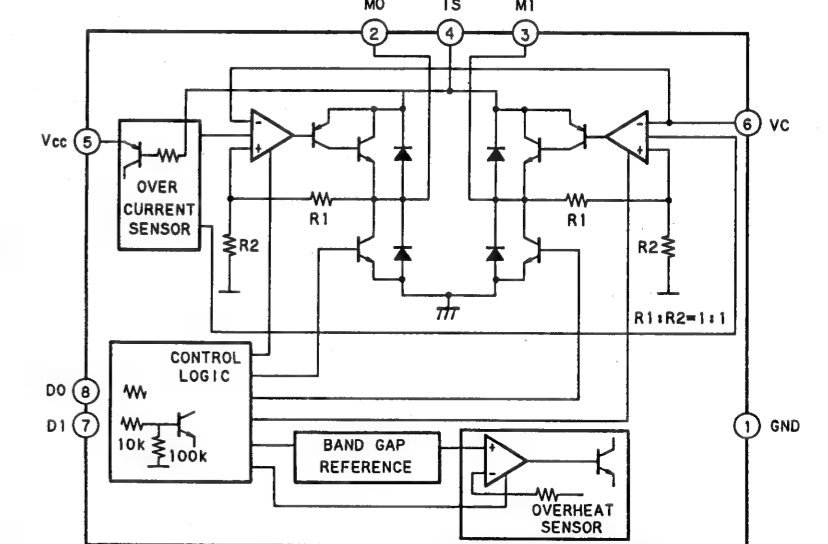 M0 IS M1
2 4 3
- - 6 VC
Vcc 5 + +
OVER
CURRENT
SENSOR
R1 R1
R2 R2
R1:R2=1:1
CONTROL
LOGIC
D0 8
D1 7
10k
100k
1 GND
BAND GAP
REFERENCE
+
-
OVERHEAT
SENSOR